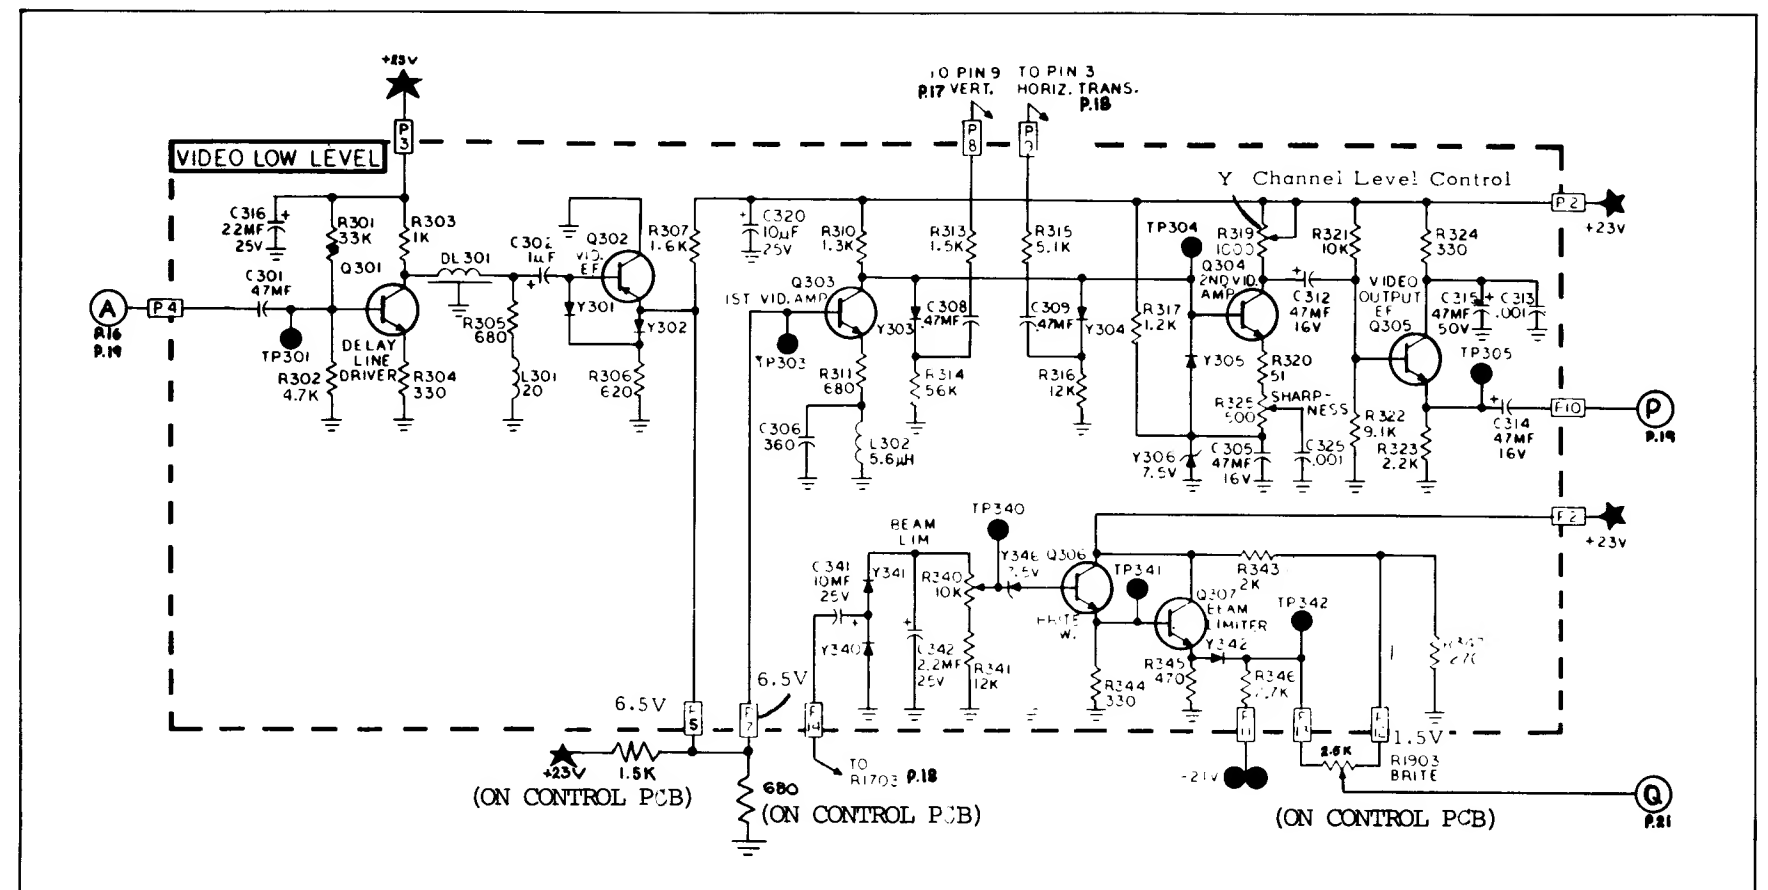 +23V
TO PIN 9
P.17 VERT.
TO PIN 3
HORIZ. TRANS.
P.18
P
3
P
8
P
9
VIDEO LOW LEVEL
Y Channel Level Control
P2
+23V
C316
22MF
25V
R301
33K
R303
1K
C302
1µF
Q302
VID.
EF
R307
1.6K
C320
10µF
25V
R310
1.3K
R313
1.5K
R315
5.1K
TP304
R319
1000
R321
10K
R324
330
C301
47MF
Q301
DL301
Q303
1ST VID. AMP
Q304
2ND VID.
AMP
VIDEO
OUTPUT
EF
Q305
A
P.16
P.19
P4
TP301
DELAY
LINE
DRIVER
R302
4.7K
R304
330
R305
680
L301
20
Y301
Y302
R306
620
TP303
Y303
C308
.47MF
C309
.47MF
Y304
R317
1.2K
C312
47MF
16V
C315
47MF
50V
C313
.001
R311
680
R314
56K
R316
12K
Y305
R320
51
SHARP-
NESS
R325
500
TP305
P10
P
P.19
C306
360
L302
5.6µH
Y306
7.5V
C305
47MF
16V
C325
.001
R322
9.1K
R323
2.2K
C314
47MF
16V
BEAM
LIM
TP340
+23V
C341
10MF
25V
Y341
R340
10K
Y346
7.5V
Q306
TP341
R343
2K
Q307
BEAM
LIMITER
TP342
Y340
C342
2.2MF
25V
R341
12K
R344
330
R345
470
Y342
R346
6.5V
5
6.5V
14
11
13
1.5V
+23V
1.5K
(ON CONTROL PCB)
680
(ON CONTROL PCB)
TO
R1703 P.18
-21V
2.5K
R1903
BRITE
(ON CONTROL PCB)
Q
P.21